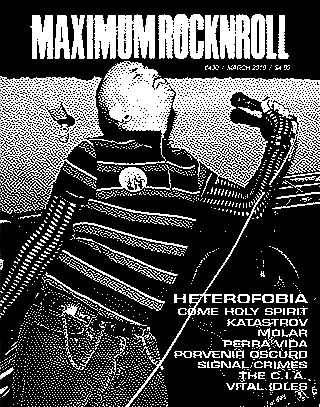 MAXIMUMROCKNROLL
#430 / MARCH 2019 / $4.99
HETEROFOBIA
COME HOLY SPIRIT
KATASTROV
MOLAR
PERRA VIDA
PORVENIR OSCURO
SIGNAL CRIMES
THE C.I.A.
VITAL IDLES